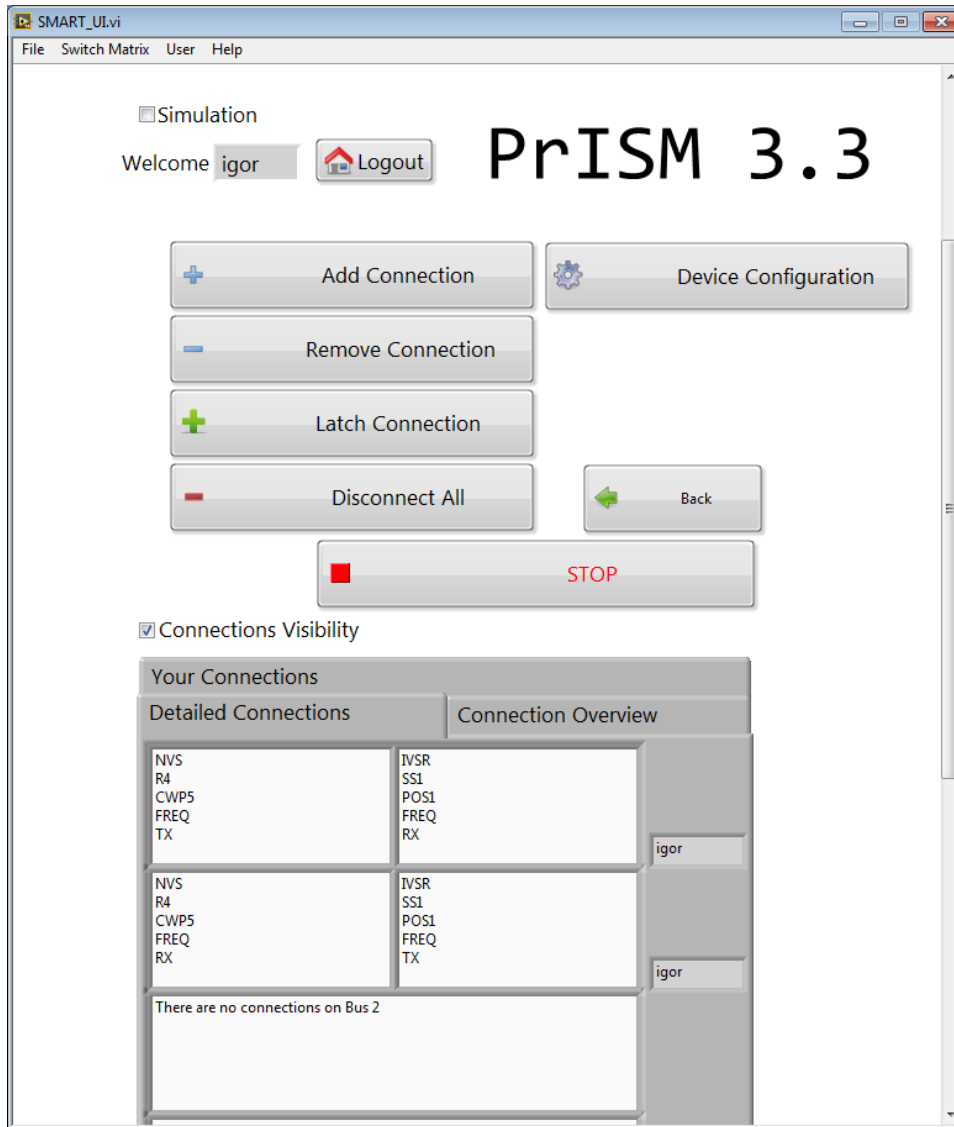 SMART_UI.vi
File Switch Matrix User Help
Simulation
Welcome igor Logout
PrISM 3.3
Add Connection
Device Configuration
Remove Connection
Latch Connection
Disconnect All
Back
STOP
Connections Visibility
Your Connections
Detailed Connections
Connection Overview
NVS
R4
CWP5
FREQ
TX
IVSR
SS1
POS1
FREQ
RX
igor
NVS
R4
CWP5
FREQ
RX
IVSR
SS1
POS1
FREQ
TX
igor
There are no connections on Bus 2